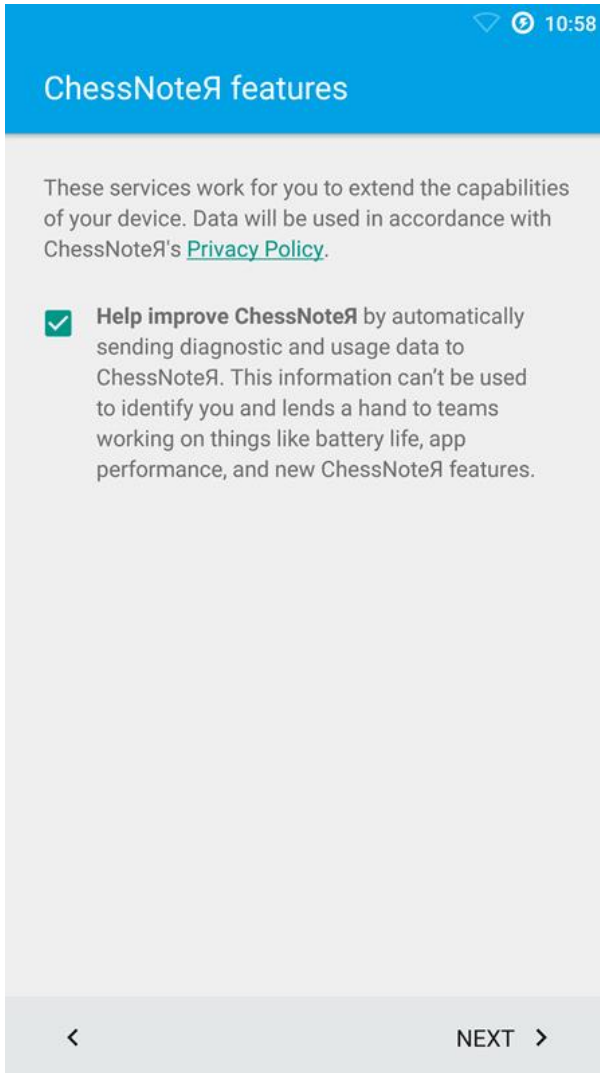 10:58
ChessNoteЯ features
These services work for you to extend the capabilities
of your device. Data will be used in accordance with
ChessNoteЯ's Privacy Policy.
Help improve ChessNoteЯ by automatically
sending diagnostic and usage data to
ChessNoteЯ. This information can't be used
to identify you and lends a hand to teams
working on things like battery life, app
performance, and new ChessNoteЯ features.
NEXT